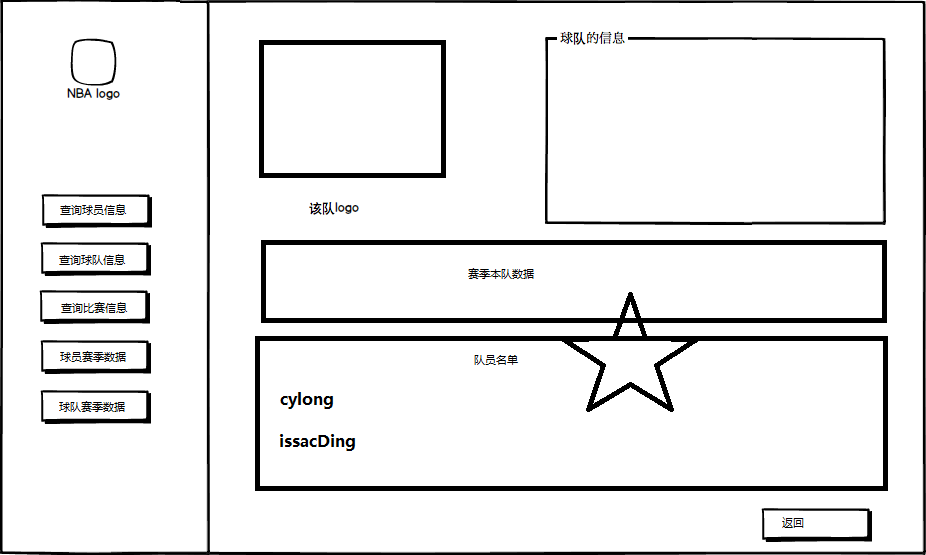 NBA logo
查询球员信息
查询球队信息
查询比赛信息
球员赛季数据
球队赛季数据
球队的信息
该队logo
赛季本队数据
队员名单
cylong
issacDing
返回